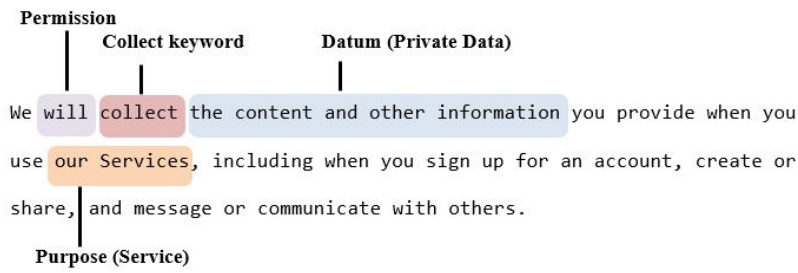 Permission
Collect keyword
Datum (Private Data)
We will collect the content and other information you provide when you
use our Services, including when you sign up for an account, create or
share, and message or communicate with others.
Purpose (Service)